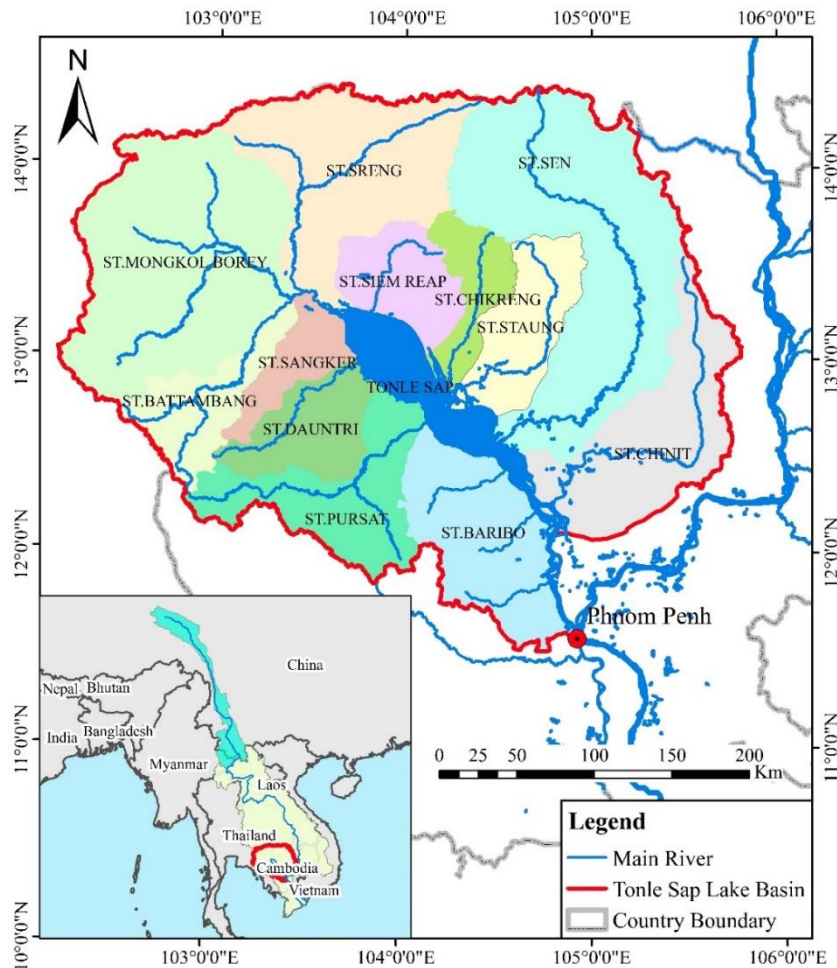 103°0'0"E 104°0'0"E 105°0'0"E 106°0'0"E
N
14°0'0"N
14°0'0"N
ST.SRENG
ST.SEN
ST.MONGKOL BOREY
ST.SIEM REAP
ST.CHIKRENG
ST.STAUNG
13°0'0"N
13°0'0"N
ST.SANGKER
TONLE SAP
ST.BATTAMBANG
ST.DAUNTRI
ST.CHINIT
ST.PURSAT
ST.BARIBO
12°0'0"N
12°0'0"N
Phnom Penh
China
Nepal
Bhutan
India
Bangladesh
Myanmar
Laos
Thailand
Cambodia
Vietnam
11°0'0"N
11°0'0"N
0 25 50 100 150 200
Km
Legend
Main River
Tonle Sap Lake Basin
Country Boundary
10°0'0"N
10°0'0"N
103°0'0"E 104°0'0"E 105°0'0"E 106°0'0"E